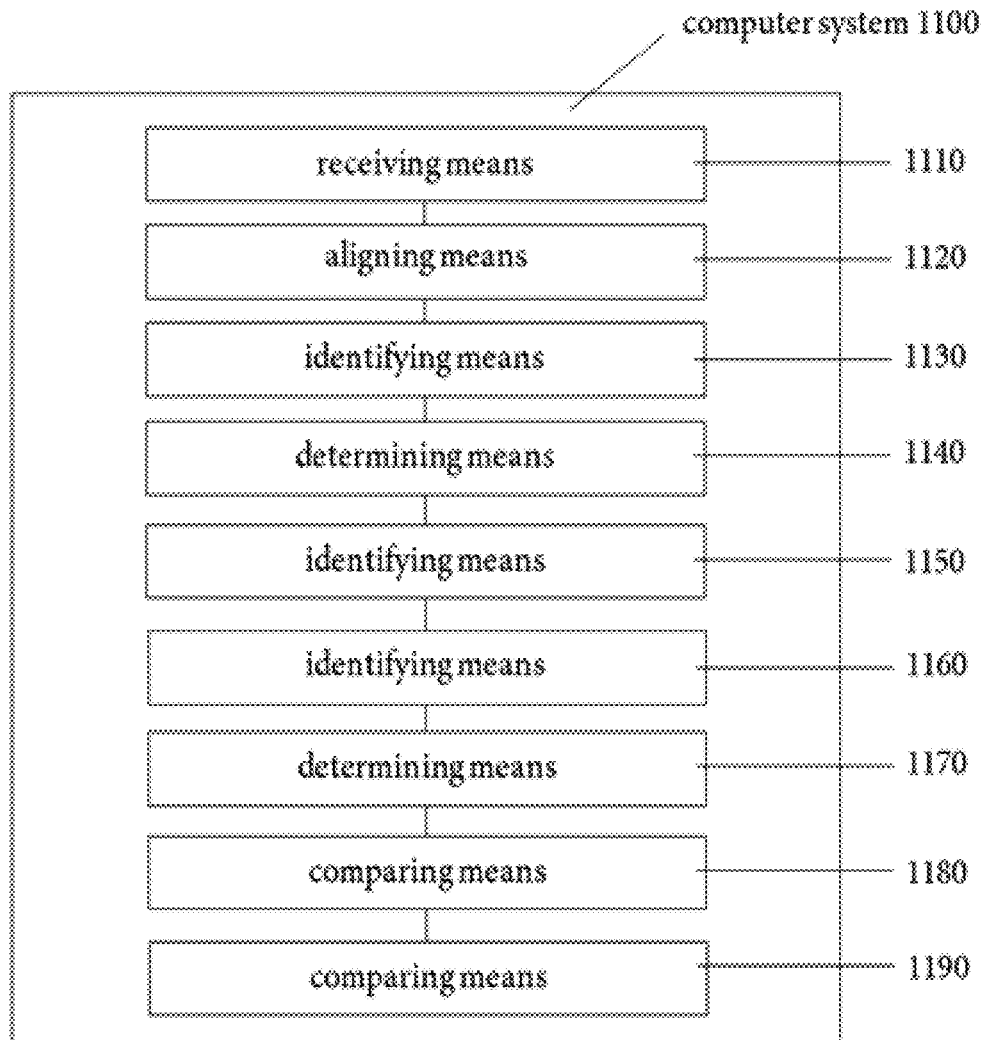 computer system 1100
receiving means 1110
aligning means 1120
identifying means 1130
determining means 1140
identifying means 1150
identifying means 1160
determining means 1170
comparing means 1180
comparing means 1190